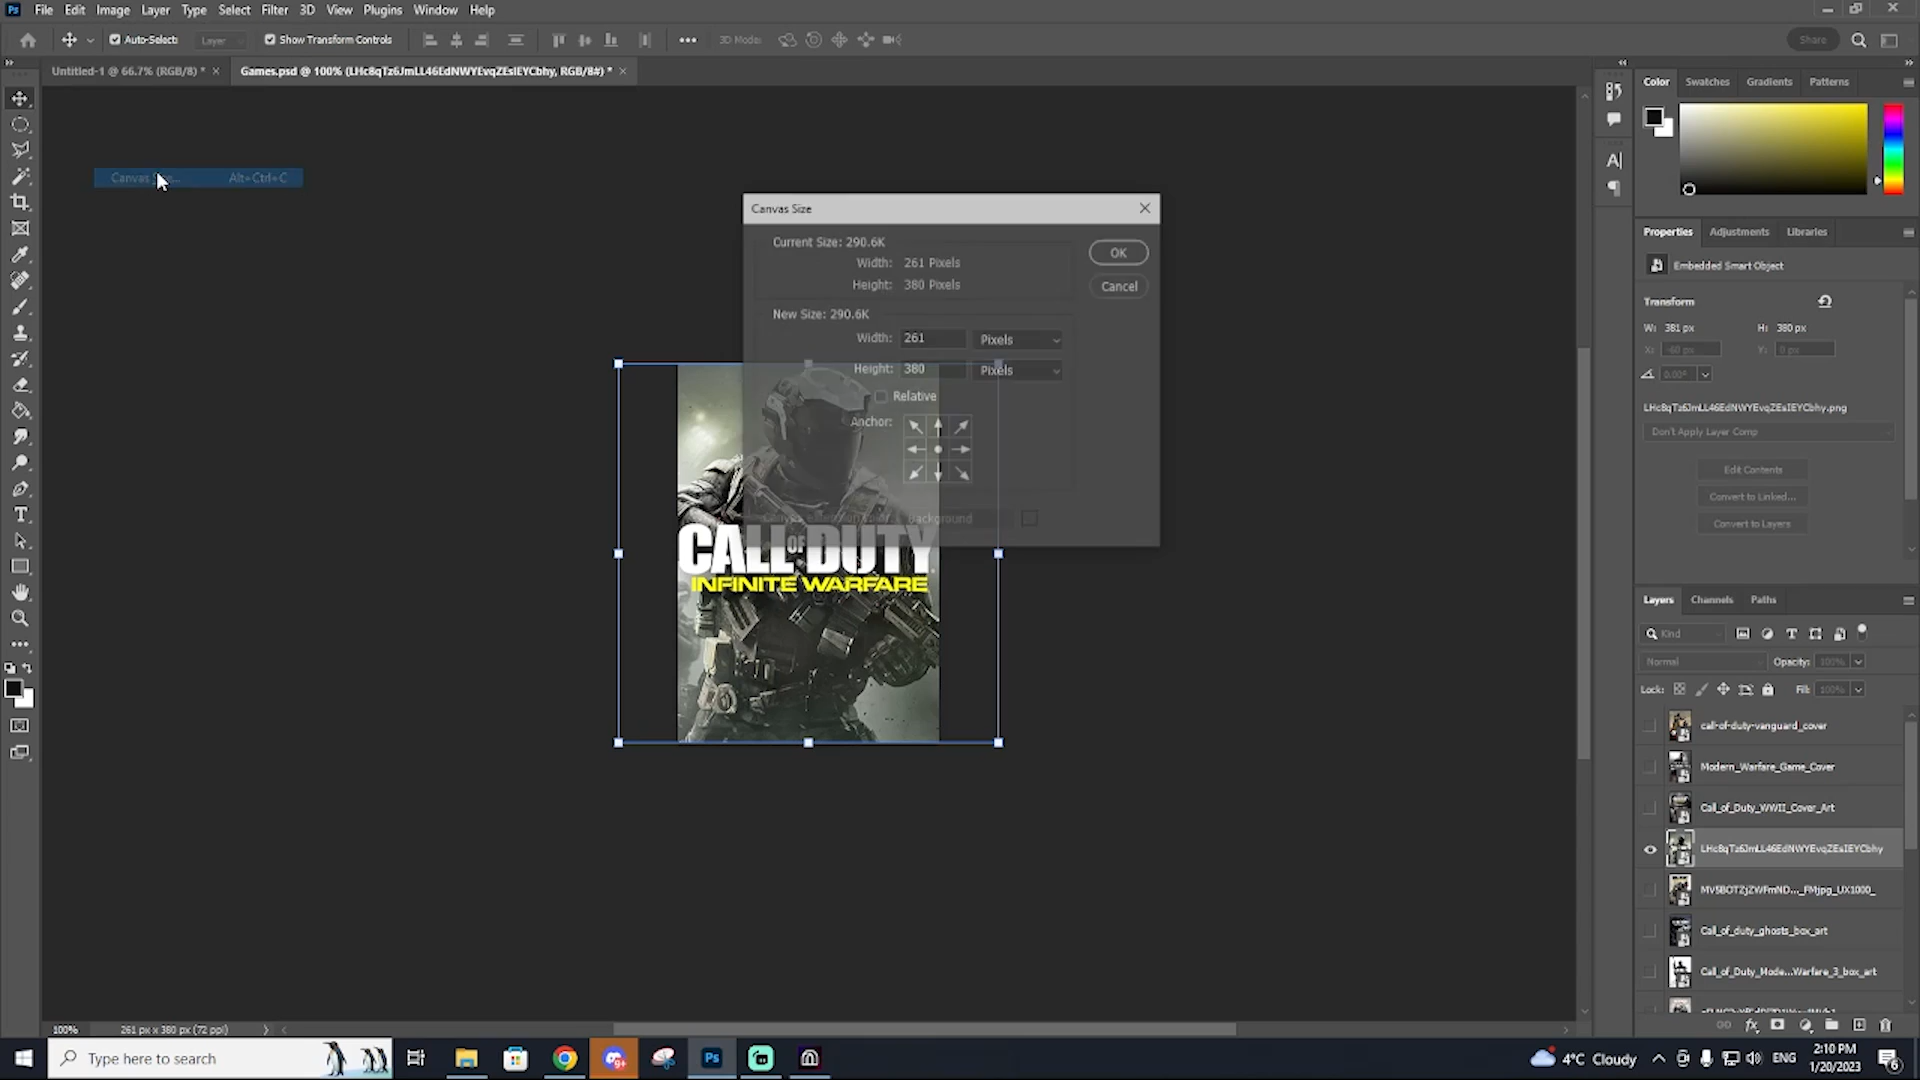 Ps File Edit Image Layer Type Select Filter 3D View Plugins Window Help
Auto-Select: Layer Show Transform Controls 3D Mode: Share
Untitled-1 @ 66.7% (RGB/8) * × Games.psd @ 100% (LHc8qTz6JmLL46EdNWYEvqZEsIEYCbhy, RGB/8#) * ×
Canvas Size... Alt+Ctrl+C
Canvas Size
Current Size: 290.6K
Width: 261 Pixels
Height: 380 Pixels
OK
Cancel
New Size: 290.6K
Width: 261 Pixels
Height: 380 Pixels
Relative
Anchor:
Background
CALL OF DUTY
INFINITE WARFARE
Color Swatches Gradients Patterns
Properties Adjustments Libraries
Embedded Smart Object
Transform
W: 381 px H: 380 px
X: -60 px Y: 0 px
0.00°
LHc8qTz6JmLL46EdNWYEvqZEsIEYCbhy.png
Don't Apply Layer Comp
Edit Contents
Convert to Linked...
Convert to Layers
Layers Channels Paths
Kind
Normal Opacity: 100%
Lock: Fill: 100%
call-of-duty-vanguard_cover
Modern_Warfare_Game_Cover
Call_of_Duty_WWII_Cover_Art
LHc8qTz6JmLL46EdNWYEvqZEsIEYCbhy
MV5BOTZjZWFmND..._FMjpg_UX1000_
Call_of_duty_ghosts_box_art
Call_of_Duty_Mode...Warfare_3_box_art
100% 261 px x 380 px (72 ppi)
Type here to search
4°C Cloudy ENG 2:10 PM
1/20/2023
6